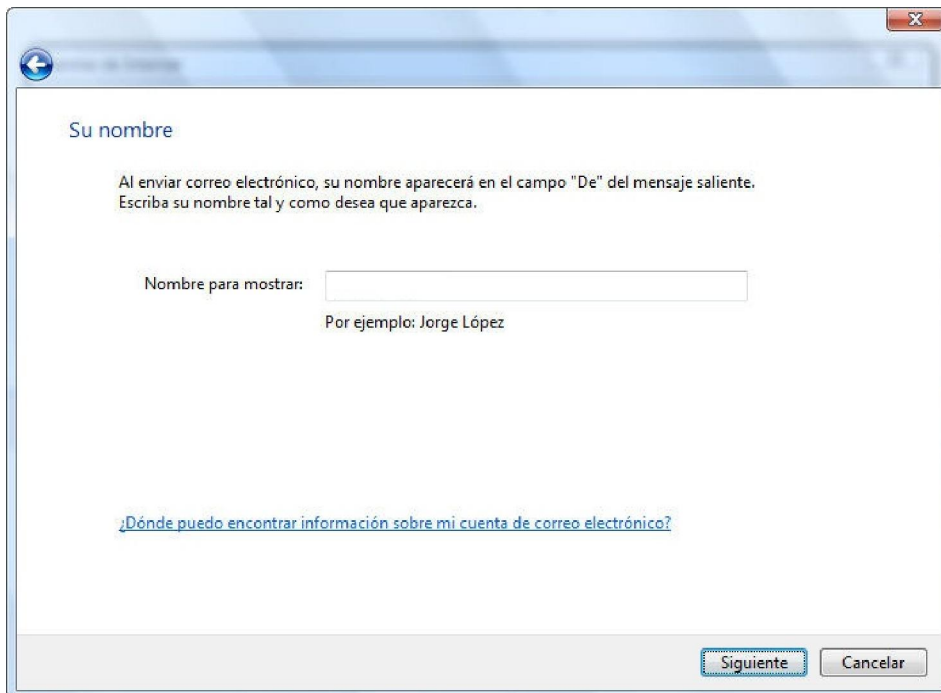 Su nombre
Al enviar correo electrónico, su nombre aparecerá en el campo "De" del mensaje saliente.
Escriba su nombre tal y como desea que aparezca.
Nombre para mostrar:
Por ejemplo: Jorge López
¿Dónde puedo encontrar información sobre mi cuenta de correo electrónico?
Siguiente Cancelar